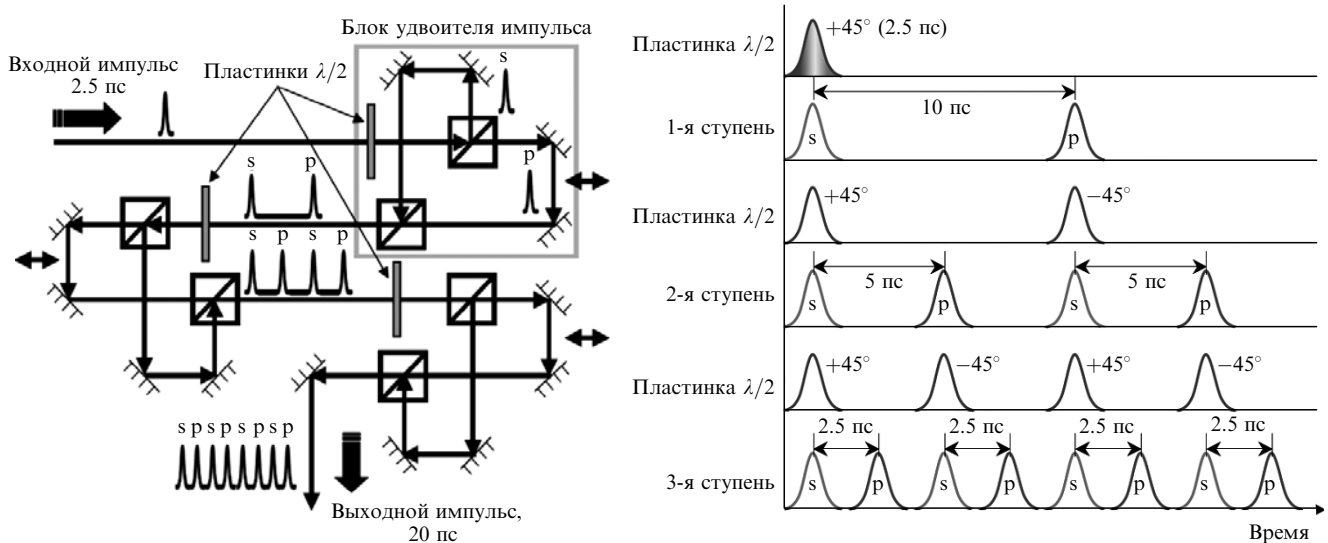 Блок удвоителя импульса
Входной импульс
2.5 пс
Пластинки λ/2
s
p
s p
s p s p
s p s p s p s p
Выходной импульс,
20 пс
Пластинка λ/2
+45° (2.5 пс)
10 пс
1-я ступень
s p
Пластинка λ/2
+45° −45°
5 пс 5 пс
2-я ступень
s p s p
Пластинка λ/2
+45° −45° +45° −45°
2.5 пс 2.5 пс 2.5 пс 2.5 пс
3-я ступень
s p s p s p s p
Время